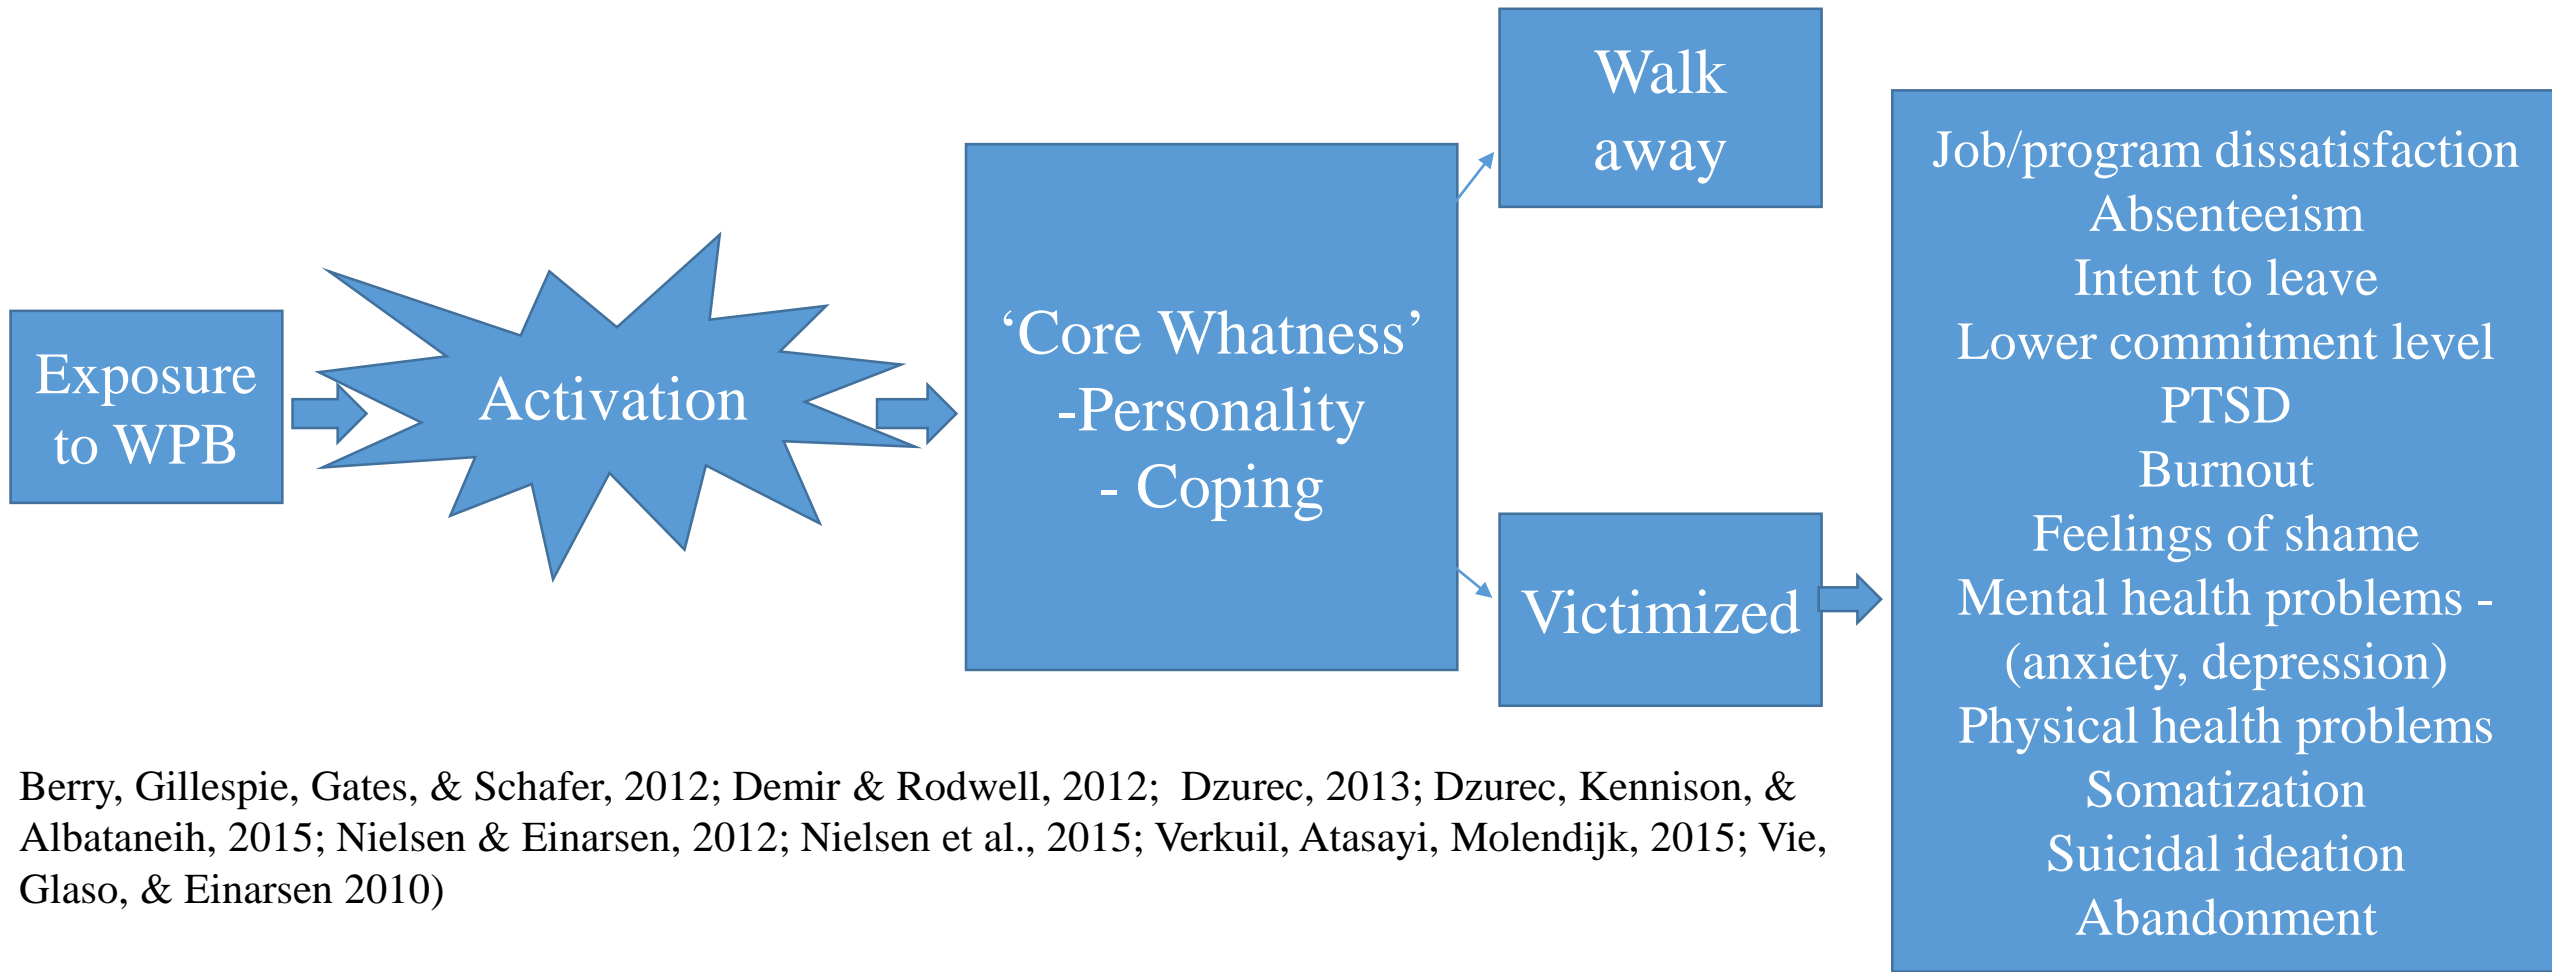 Exposure
to WPB
Activation
‘Core Whatness’
-Personality
- Coping
Walk
away
Victimized
Job/program dissatisfaction
Absenteeism
Intent to leave
Lower commitment level
PTSD
Burnout
Feelings of shame
Mental health problems -
(anxiety, depression)
Physical health problems
Somatization
Suicidal ideation
Abandonment
Berry, Gillespie, Gates, & Schafer, 2012; Demir & Rodwell, 2012;  Dzurec, 2013; Dzurec, Kennison, &
Albataneih, 2015; Nielsen & Einarsen, 2012; Nielsen et al., 2015; Verkuil, Atasayi, Molendijk, 2015; Vie,
Glaso, & Einarsen 2010)